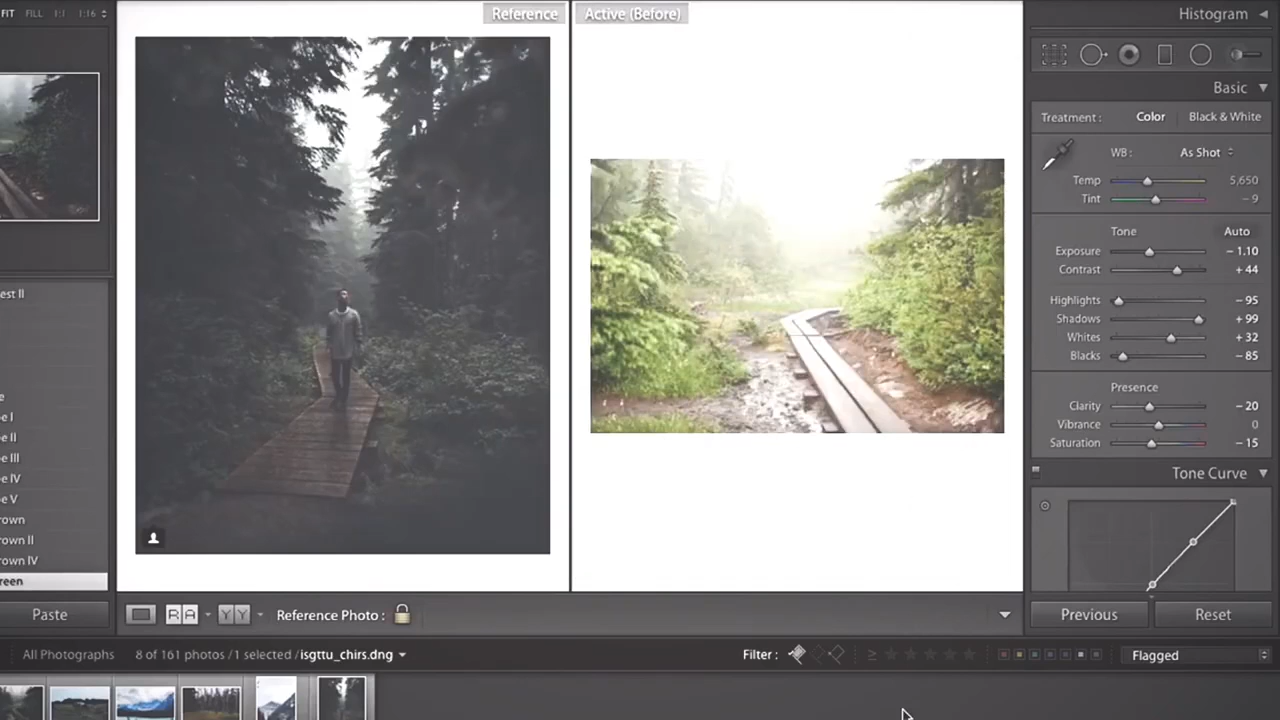 FIT FILL 1:1 1:16
Reference
Active (Before)
Histogram
Basic
Treatment : Color Black & White
WB : As Shot
Temp 5,650
Tint − 9
Tone Auto
Exposure − 1.10
Contrast + 44
Highlights − 95
Shadows + 99
Whites + 32
Blacks − 85
Presence
Clarity − 20
Vibrance 0
Saturation − 15
Tone Curve
est II
e
e I
e II
e III
e IV
e V
own
own II
own IV
reen
Paste
R A Y Y Reference Photo :
Previous Reset
All Photographs 8 of 161 photos / 1 selected / isgttu_chirs.dng
Filter : ≥ Flagged